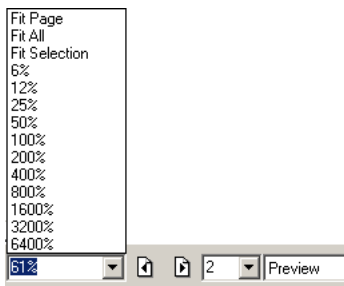 Fit Page
Fit All
Fit Selection
6%
12%
25%
50%
100%
200%
400%
800%
1600%
3200%
6400%
61% 2 Preview